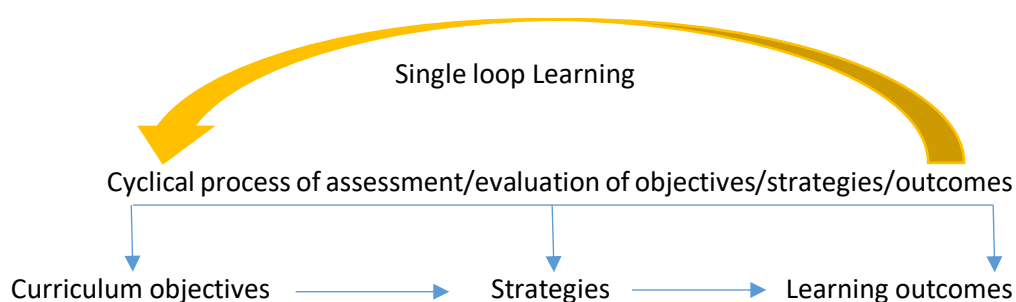 Single loop Learning
Cyclical process of assessment/evaluation of objectives/strategies/outcomes
Curriculum objectives Strategies Learning outcomes